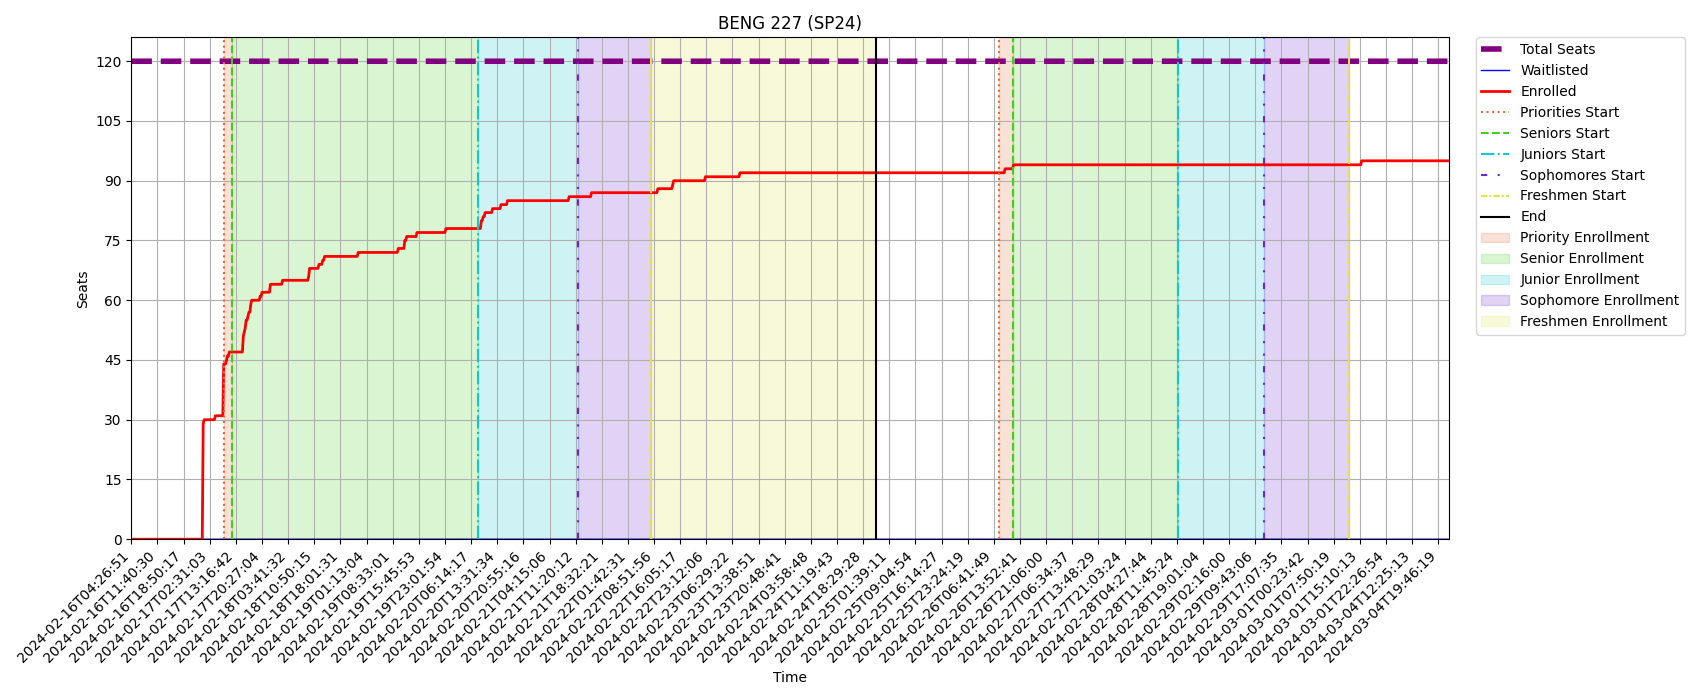 BENG 227 (SP24)
Seats
120
105
90
75
60
45
30
15
0
2024-02-16T04:26:51
2024-02-16T11:40:30
2024-02-16T18:50:17
2024-02-17T02:31:03
2024-02-17T13:16:42
2024-02-17T20:27:04
2024-02-18T03:41:32
2024-02-18T10:50:15
2024-02-18T18:01:31
2024-02-19T01:13:04
2024-02-19T08:33:01
2024-02-19T15:45:53
2024-02-19T23:01:54
2024-02-20T06:14:17
2024-02-20T13:31:34
2024-02-20T20:55:16
2024-02-21T04:15:06
2024-02-21T11:20:12
2024-02-21T18:32:21
2024-02-22T01:42:31
2024-02-22T08:51:56
2024-02-22T16:05:17
2024-02-22T23:12:06
2024-02-23T06:29:22
2024-02-23T13:38:51
2024-02-23T20:48:41
2024-02-24T03:58:48
2024-02-24T11:19:43
2024-02-24T18:29:28
2024-02-25T01:39:11
2024-02-25T09:04:54
2024-02-25T16:14:27
2024-02-25T23:24:19
2024-02-26T06:41:49
2024-02-26T13:52:41
2024-02-26T21:06:00
2024-02-27T06:34:37
2024-02-27T13:48:29
2024-02-27T21:03:24
2024-02-28T04:27:44
2024-02-28T11:45:24
2024-02-28T19:01:04
2024-02-29T02:16:00
2024-02-29T09:43:06
2024-02-29T17:07:35
2024-03-01T00:23:42
2024-03-01T07:50:19
2024-03-01T15:10:13
2024-03-01T22:26:54
2024-03-04T12:25:13
2024-03-04T19:46:19
Time
Total Seats
Waitlisted
Enrolled
Priorities Start
Seniors Start
Juniors Start
Sophomores Start
Freshmen Start
End
Priority Enrollment
Senior Enrollment
Junior Enrollment
Sophomore Enrollment
Freshmen Enrollment